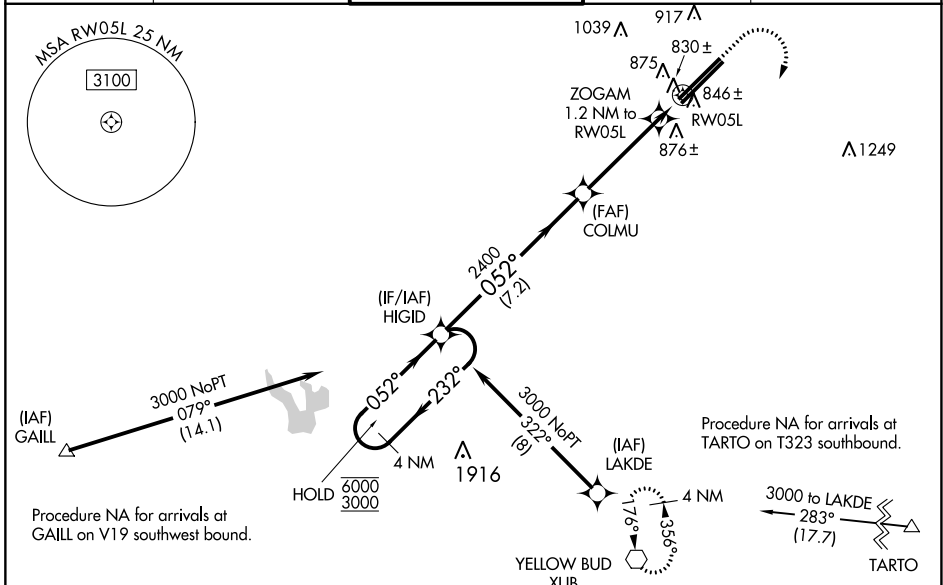 MSA RW05L 25 NM
3100
1039
917
830±
875
846±
ZOGAM
1.2 NM to
RW05L
RW05L
876±
1249
(FAF)
COLMU
2400
052°
(7.2)
(IF/IAF)
HIGID
052°
232°
3000 NoPT
079°
(14.1)
(IAF)
GAILL
4 NM
HOLD
6000
3000
1916
3000 NoPT
322°
(8)
(IAF)
LAKDE
4 NM
176°
356°
YELLOW BUD
XUB
Procedure NA for arrivals at
TARTO on T323 southbound.
3000 to LAKDE
283°
(17.7)
TARTO
Procedure NA for arrivals at
GAILL on V19 southwest bound.